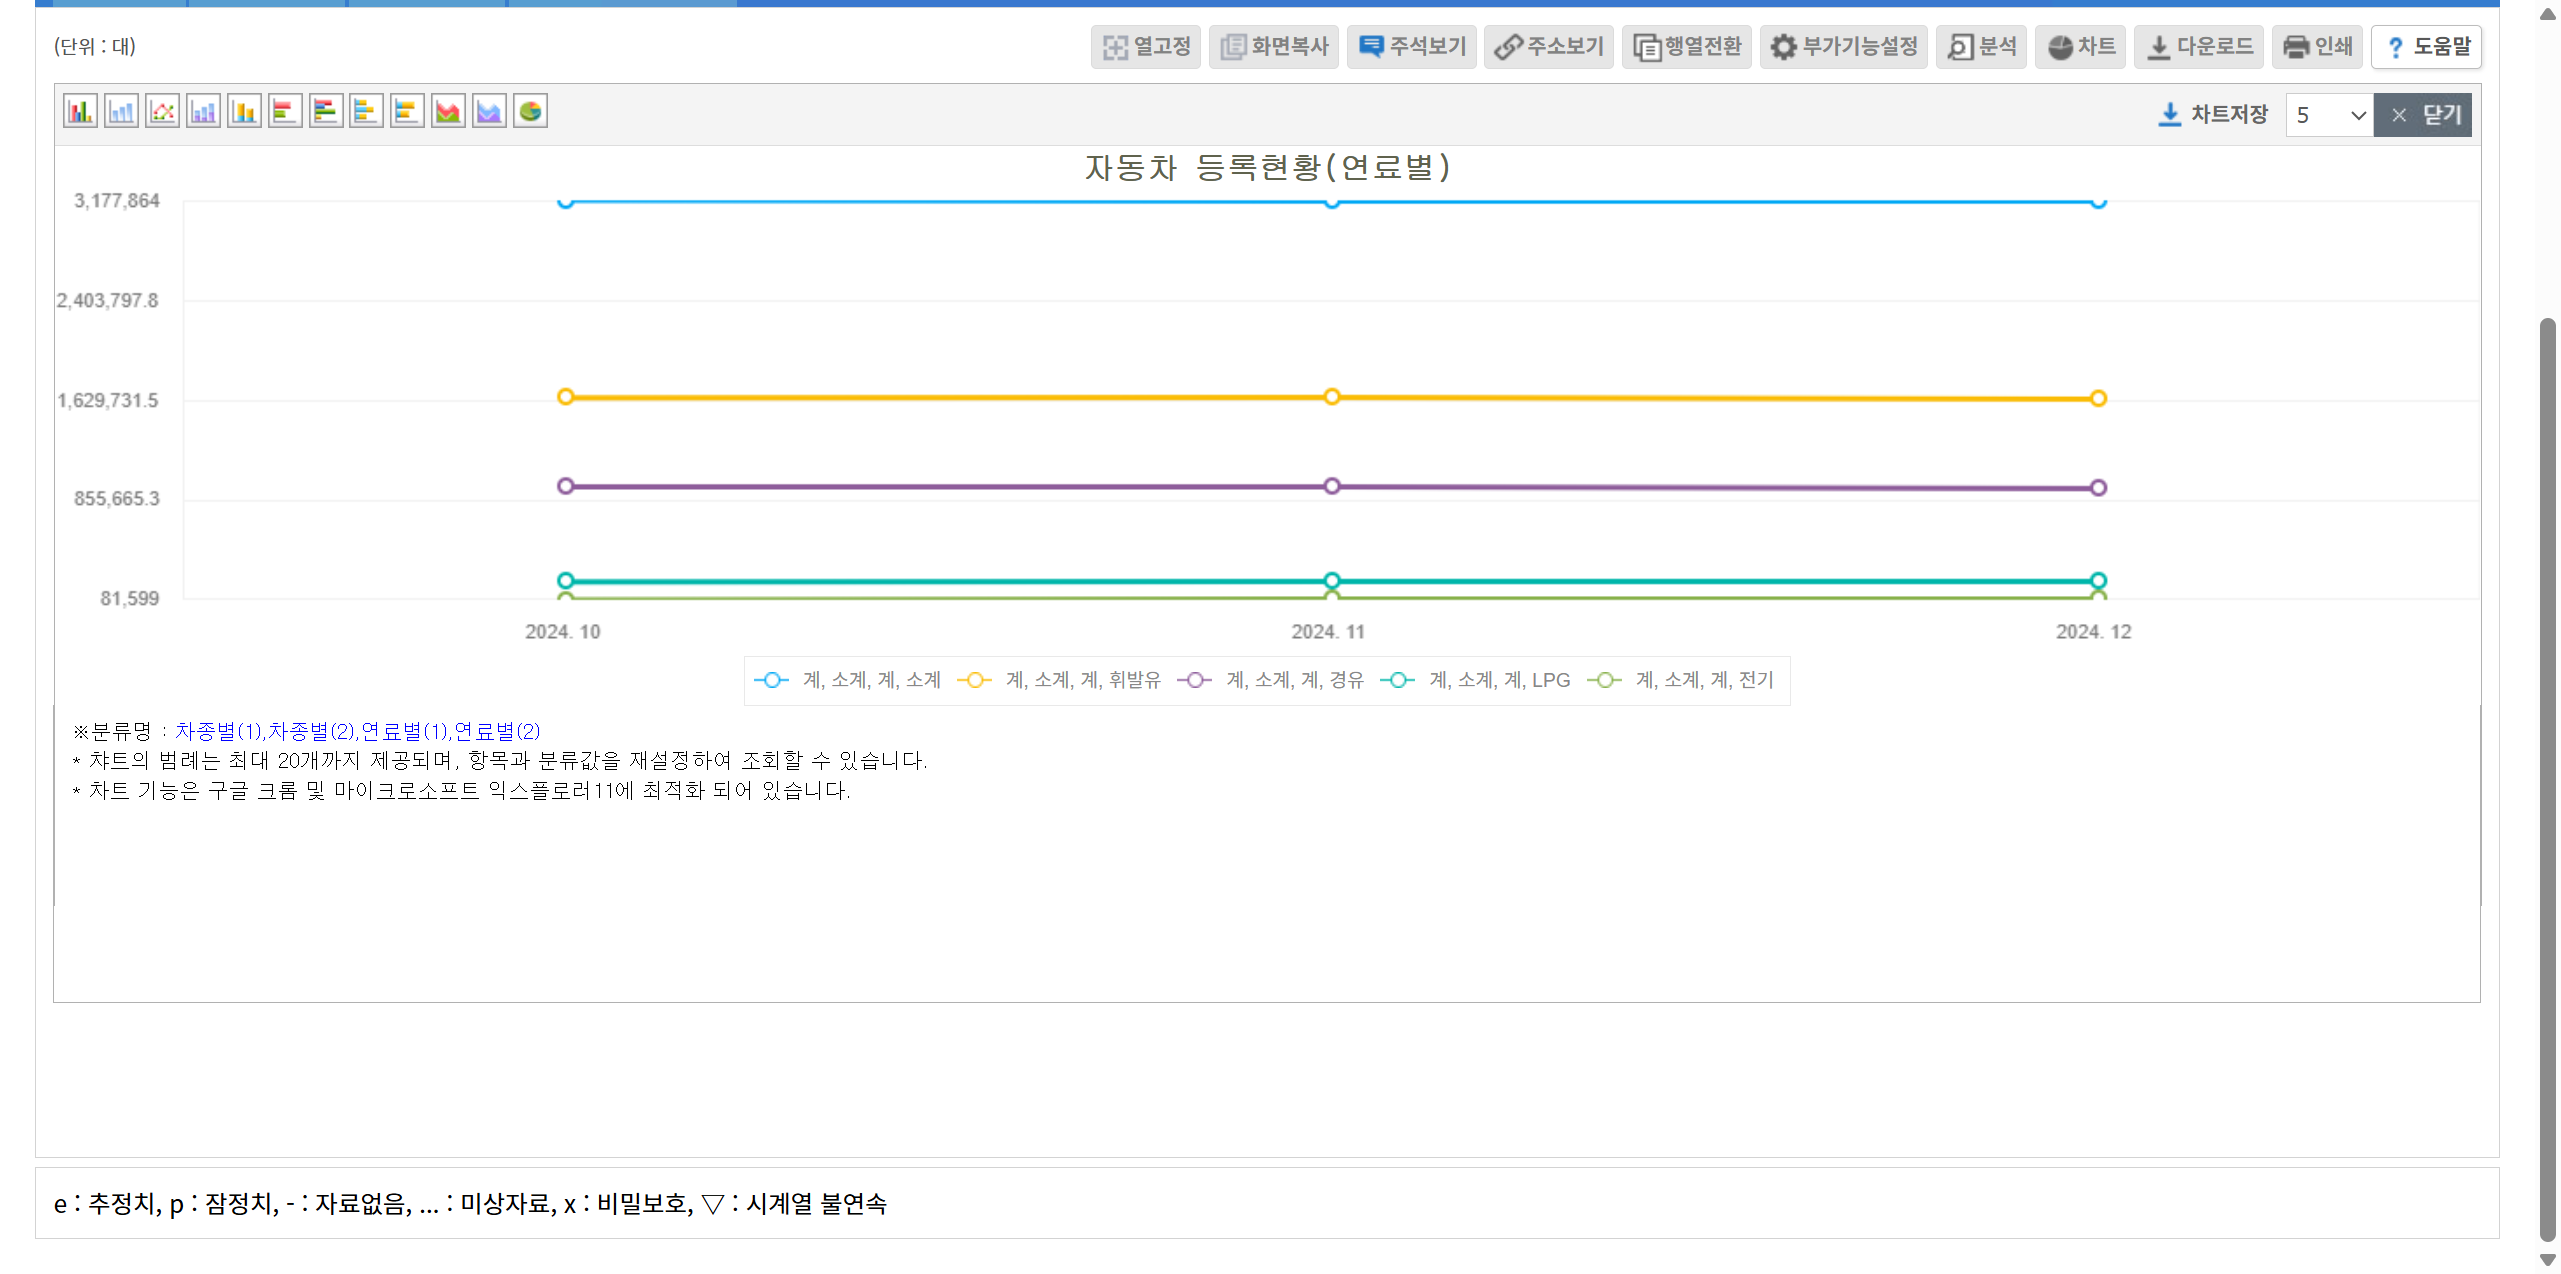 (단위 : 대)
열고정 화면복사 주석보기 주소보기 행열전환 부가기능설정 분석 차트 다운로드 인쇄 ? 도움말
차트저장 5 × 닫기
자동차 등록현황(연료별)
3,177,864
2,403,797.8
1,629,731.5
855,665.3
81,599
2024. 10 2024. 11 2024. 12
계, 소계, 계, 소계 계, 소계, 계, 휘발유 계, 소계, 계, 경유 계, 소계, 계, LPG 계, 소계, 계, 전기
※분류명 : 차종별(1),차종별(2),연료별(1),연료별(2)
* 챠트의 범례는 최대 20개까지 제공되며, 항목과 분류값을 재설정하여 조회할 수 있습니다.
* 차트 기능은 구글 크롬 및 마이크로소프트 익스플로러11에 최적화 되어 있습니다.
e : 추정치, p : 잠정치, - : 자료없음, ... : 미상자료, x : 비밀보호, ▽ : 시계열 불연속